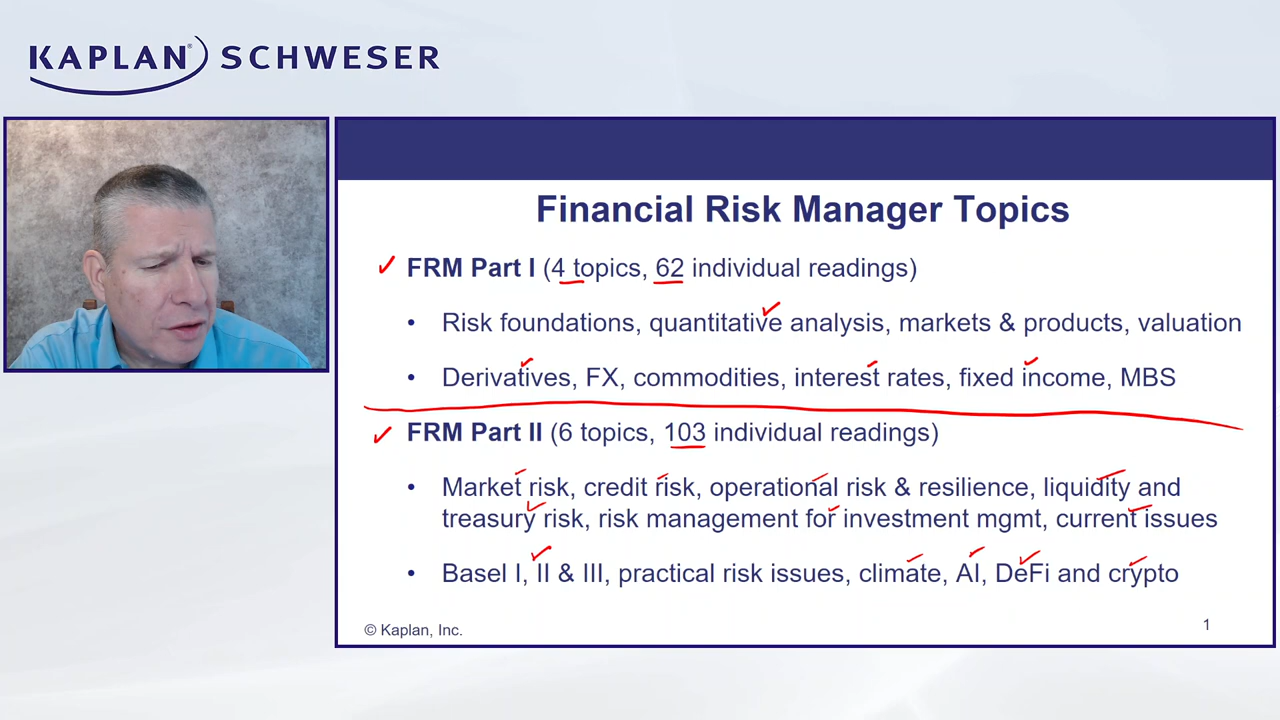 KAPLAN® SCHWESER
Financial Risk Manager Topics
FRM Part I (4 topics, 62 individual readings)
• Risk foundations, quantitative analysis, markets & products, valuation
• Derivatives, FX, commodities, interest rates, fixed income, MBS
FRM Part II (6 topics, 103 individual readings)
• Market risk, credit risk, operational risk & resilience, liquidity and
treasury risk, risk management for investment mgmt, current issues
• Basel I, II & III, practical risk issues, climate, AI, DeFi and crypto
© Kaplan, Inc.
1